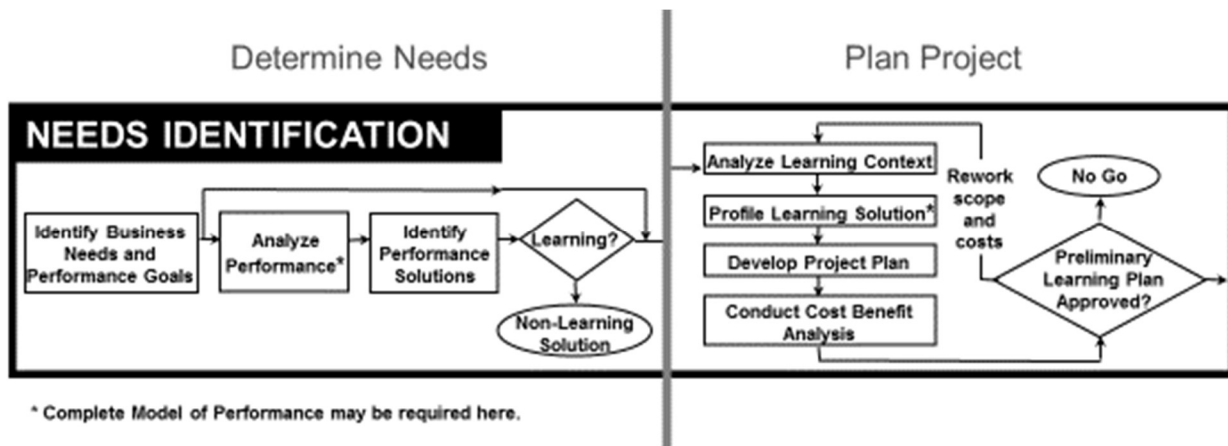 Determine Needs
Plan Project
NEEDS IDENTIFICATION
Identify Business
Needs and
Performance Goals
Analyze
Performance*
Identify
Performance
Solutions
Learning?
Non-Learning
Solution
Analyze Learning Context
Profile Learning Solution*
Develop Project Plan
Conduct Cost Benefit
Analysis
Rework
scope
and
costs
No Go
Preliminary
Learning Plan
Approved?
* Complete Model of Performance may be required here.